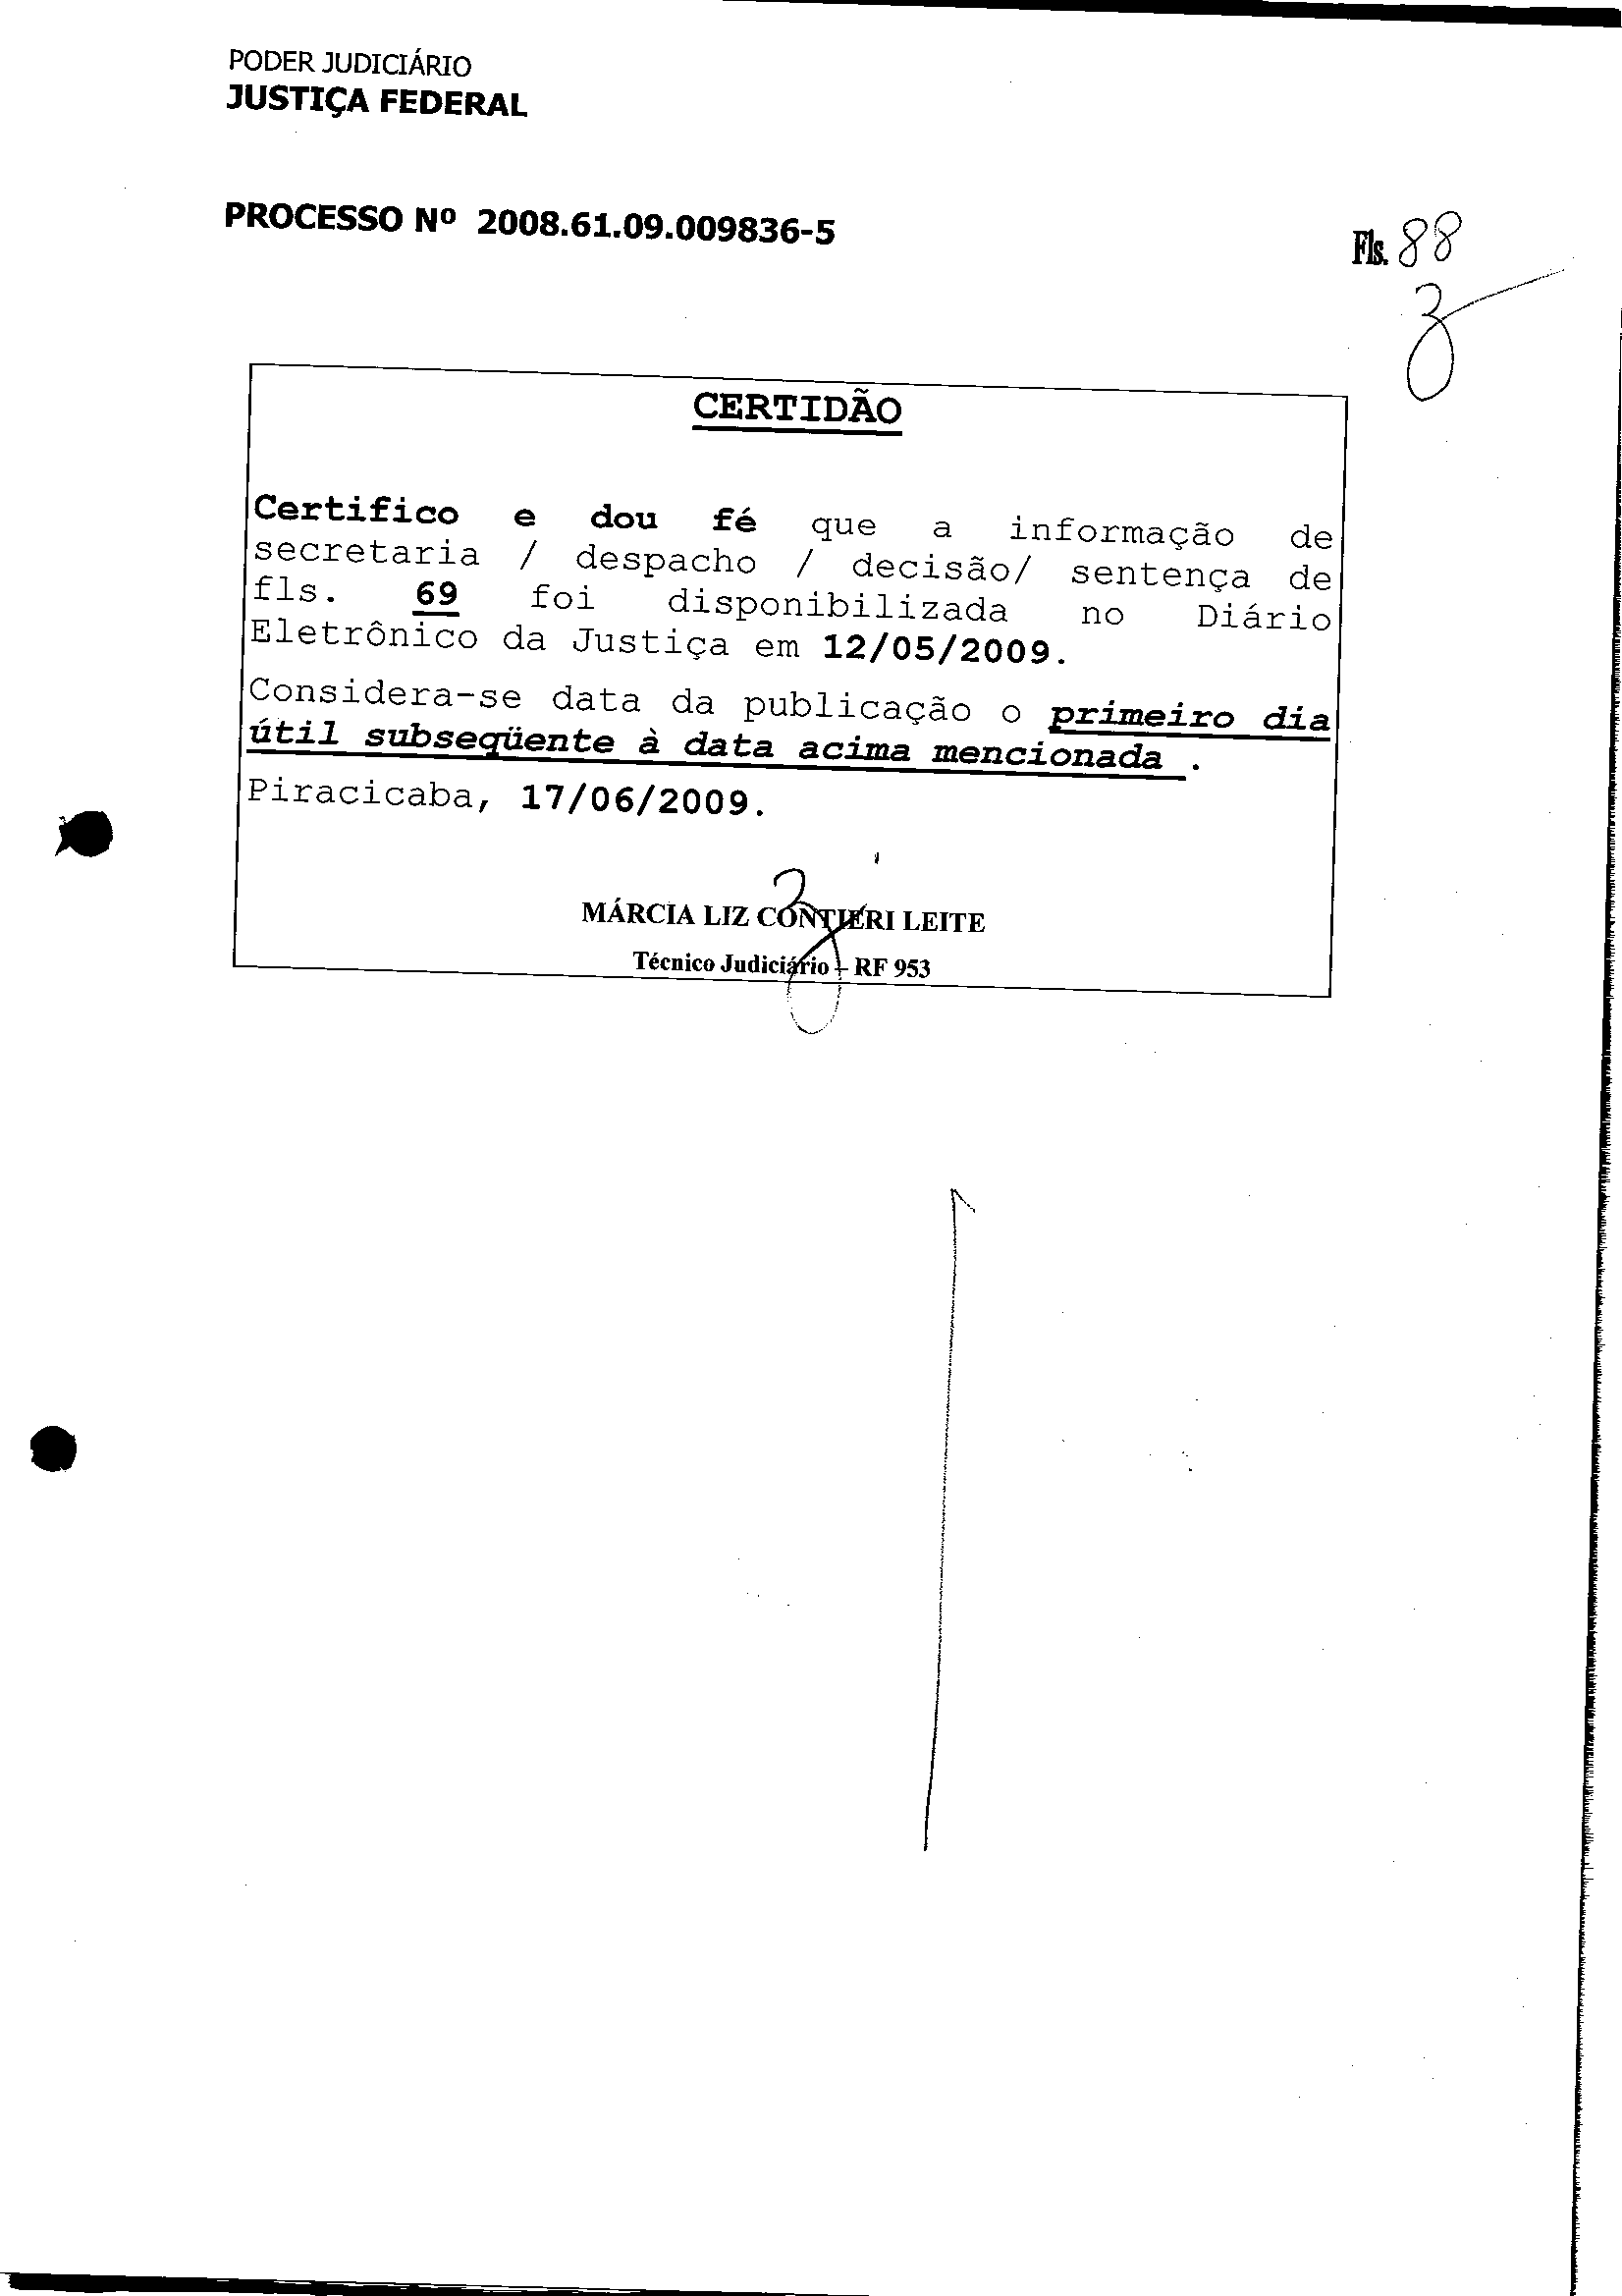 PODER JUDICIÁRIO
JUSTIÇA FEDERAL
PROCESSO Nº 2008.61.09.009836-5
Fls. 88
CERTIDÃO
Certifico e dou fé que a informação de
secretaria / despacho / decisão/ sentença de
fls. 69 foi disponibilizada no Diário
Eletrônico da Justiça em 12/05/2009.
Considera-se data da publicação o primeiro dia
útil subseqüente à data acima mencionada .
Piracicaba, 17/06/2009.
MÁRCIA LIZ CONTIERI LEITE
Técnico Judiciário – RF 953